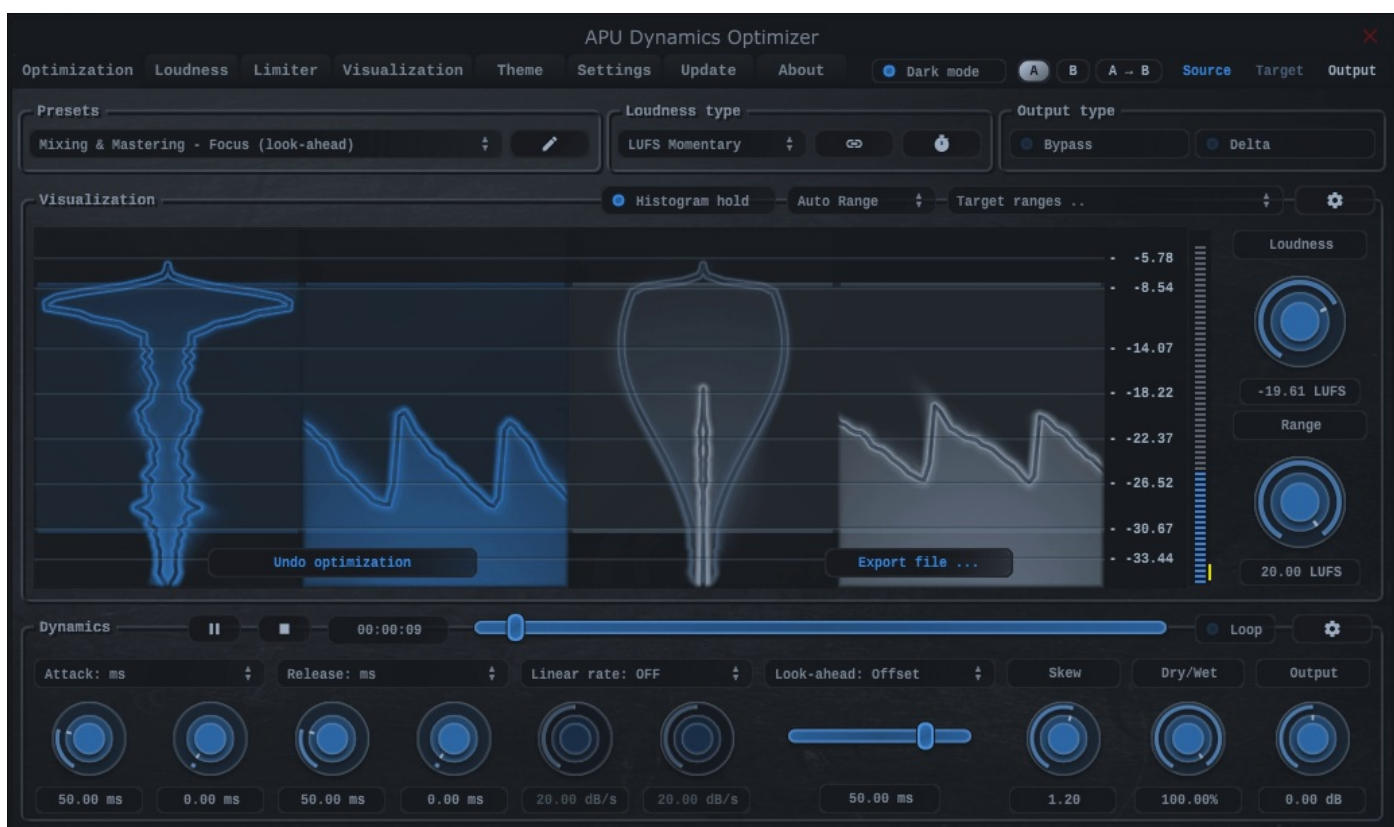 APU Dynamics Optimizer
Optimization Loudness Limiter Visualization Theme Settings Update About Dark mode A B A → B Source Target Output
Presets Loudness type Output type
Mixing & Mastering - Focus (look-ahead) LUFS Momentary Bypass Delta
Visualization Histogram hold Auto Range Target ranges ..
Loudness
- -5.78
- -8.54
- -14.07
- -18.22
-19.61 LUFS
Range
- -22.37
- -26.52
- -30.67
- -33.44
Undo optimization Export file ...
20.00 LUFS
Dynamics 00:00:09 Loop
Attack: ms Release: ms Linear rate: OFF Look-ahead: Offset Skew Dry/Wet Output
50.00 ms 0.00 ms 50.00 ms 0.00 ms 20.00 dB/s 20.00 dB/s 50.00 ms 1.20 100.00% 0.00 dB